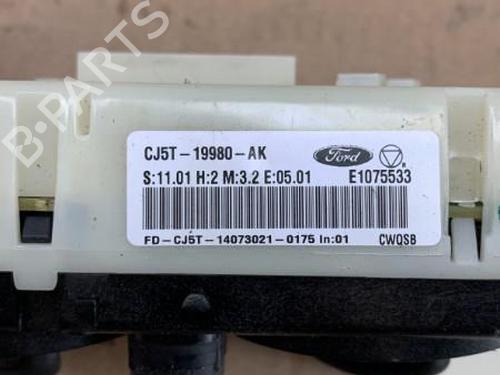 B-PARTS
CJ5T-19980-AK
Ford
S:11.01 H:2 M:3.2 E:05.01 E1075533
FD-CJ5T-14073021-0175 In:01 CWQSB